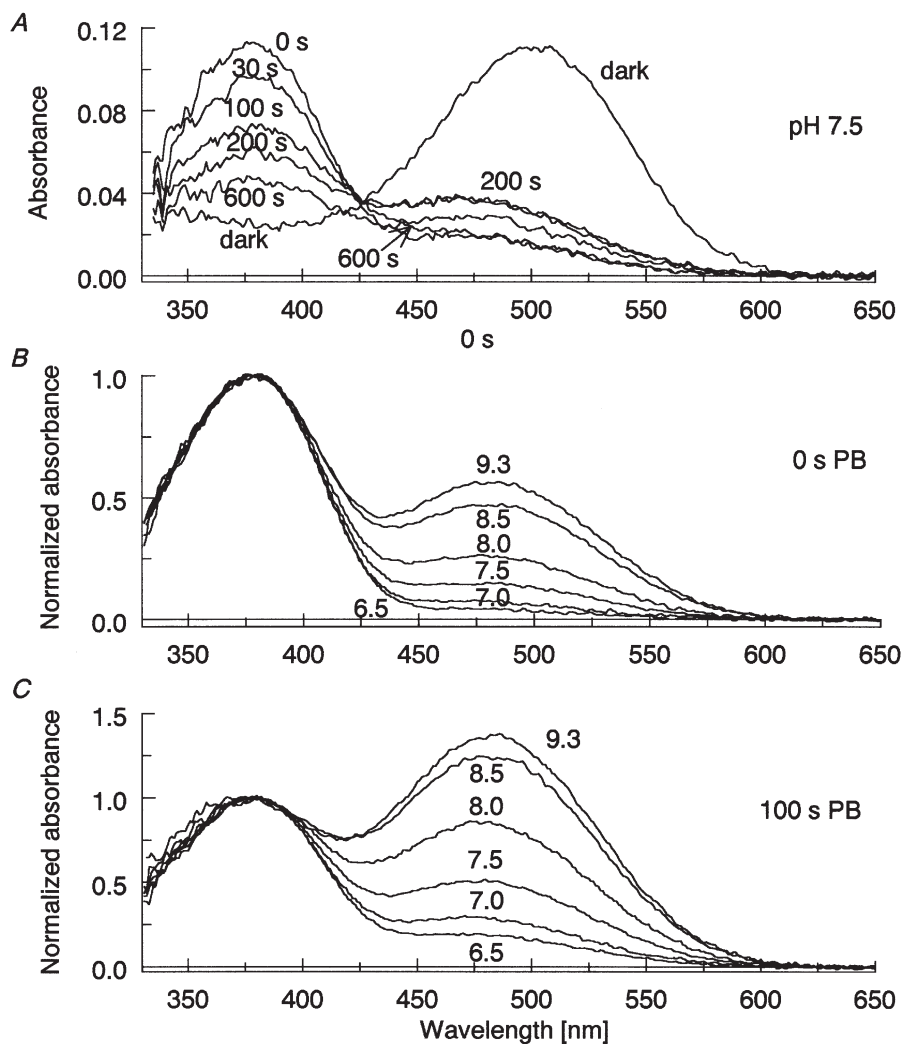 A
Absorbance
0.12
0.08
0.04
0.00
0 s
30 s
100 s
200 s
600 s
dark
dark
200 s
600 s
pH 7.5
350 400 450 500 550 600 650
0 s
B
Normalized absorbance
1.0
0.5
0.0
9.3
8.5
8.0
7.5
7.0
6.5
0 s PB
350 400 450 500 550 600 650
C
Normalized absorbance
1.5
1.0
0.5
0.0
9.3
8.5
8.0
7.5
7.0
6.5
100 s PB
350 400 450 500 550 600 650
Wavelength [nm]